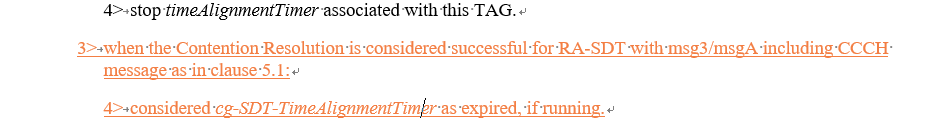 4> stop timeAlignmentTimer associated with this TAG.
3> when the Contention Resolution is considered successful for RA-SDT with msg3/msgA including CCCH
message as in clause 5.1:
4> considered cg-SDT-TimeAlignmentTimer as expired, if running.